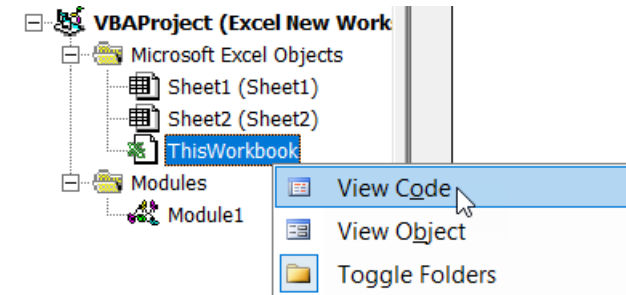 VBAProject (Excel New Work
Microsoft Excel Objects
Sheet1 (Sheet1)
Sheet2 (Sheet2)
ThisWorkbook
Modules
Module1
View Code
View Object
Toggle Folders